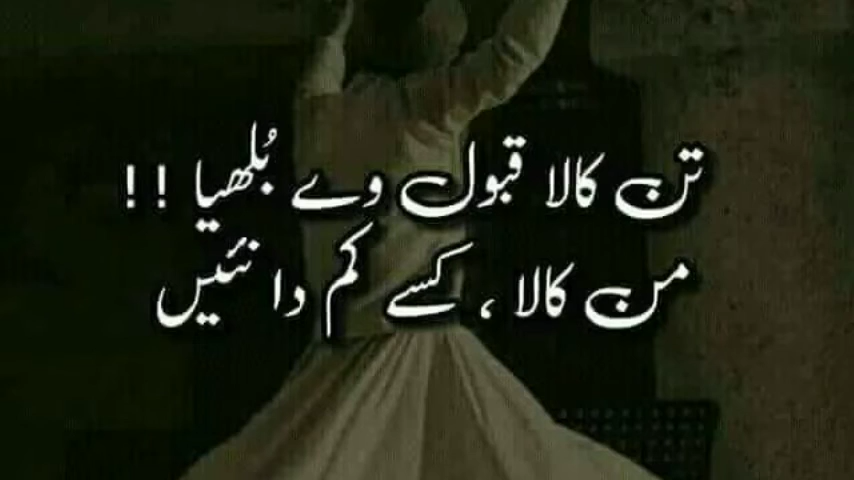 تن کالا قبول وے بُلھیا !!
من کالا ، کسے کم دا نئیں